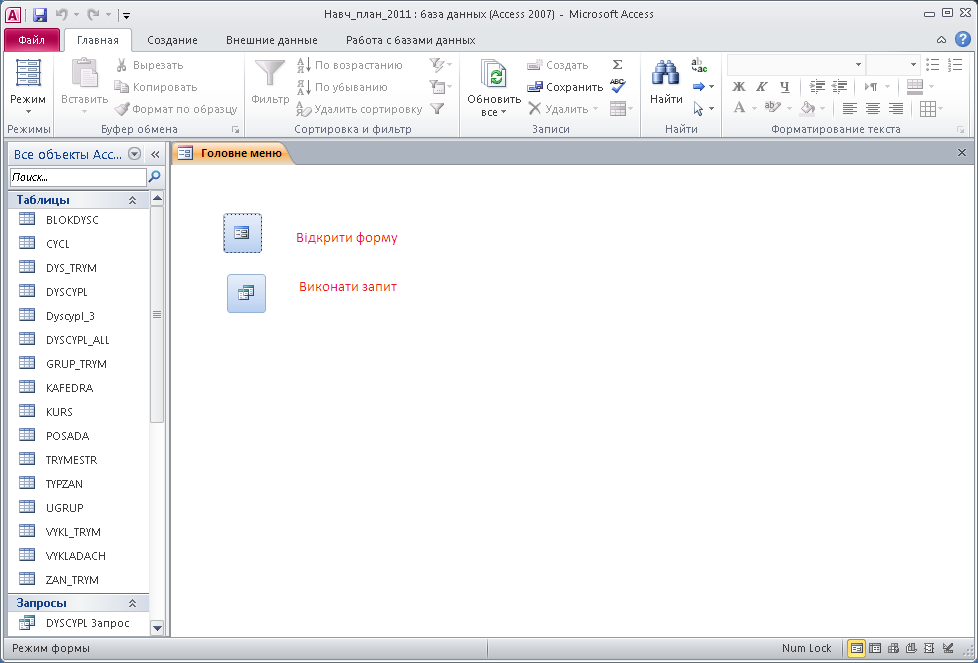 Навч_план_2011 : база данных (Access 2007) - Microsoft Access
Файл
Главная
Создание
Внешние данные
Работа с базами данных
Режим
Режимы
Вставить
Вырезать
Копировать
Формат по образцу
Буфер обмена
Фильтр
По возрастанию
По убыванию
Удалить сортировку
Сортировка и фильтр
Обновить
все
Создать
Сохранить
Удалить
Записи
Найти
Найти
Ж К Ч
Форматирование текста
Все объекты Acc...
Поиск...
Таблицы
BLOKDYSC
CYCL
DYS_TRYM
DYSCYPL
Dyscypl_3
DYSCYPL_ALL
GRUP_TRYM
KAFEDRA
KURS
POSADA
TRYMESTR
TYPZAN
UGRUP
VYKL_TRYM
VYKLADACH
ZAN_TRYM
Запросы
DYSCYPL Запрос
Головне меню
Відкрити форму
Виконати запит
Режим формы
Num Lock